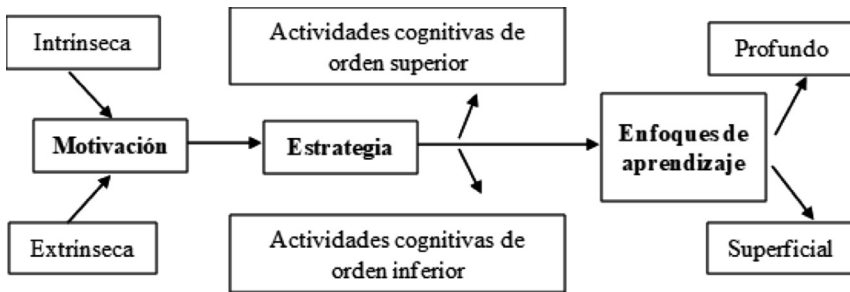 Intrínseca
Actividades cognitivas de
orden superior
Profundo
Motivación
Estrategia
Enfoques de
aprendizaje
Extrínseca
Actividades cognitivas de
orden inferior
Superficial